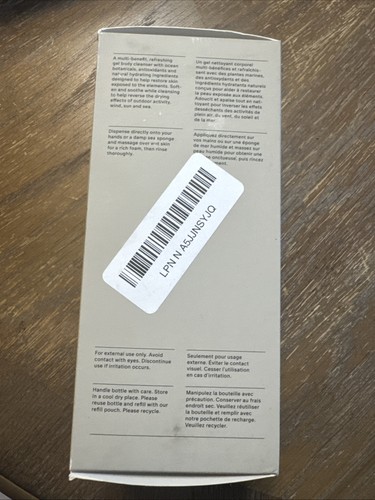 A multi-benefit, refreshing
gel body cleanser with ocean
botanicals, antioxidants and
natural hydrating ingredients
designed to help restore skin
exposed to the elements. Soft-
en and soothe while cleansing
to help reverse the drying
effects of outdoor activity,
wind, sun and sea.
Dispense directly onto your
hands or a damp sea sponge
and massage over wet skin
for a rich foam, then rinse
thoroughly.
Un gel nettoyant corporel
multi-bénéfices et rafraîchis-
sant avec des plantes marines,
des antioxydants et des
ingrédients hydratants naturels
conçus pour aider à restaurer
la peau exposée aux éléments.
Adoucit et apaise tout en net-
toyant pour inverser les effets
desséchants des activités de
plein air, du vent, du soleil et
de la mer.
Appliquez directement sur
vos mains ou sur une éponge
de mer humide et massez sur
peau humide pour obtenir une
onctueuse, puis rincez
LPN N A5JJNSYJQ
For external use only. Avoid
contact with eyes. Discontinue
use if irritation occurs.
Handle bottle with care. Store
in a cool dry place. Please
reuse bottle and refill with our
refill pouch. Please recycle.
Seulement pour usage
externe. Éviter le contact
visuel. Cesser l'utilisation
en cas d'irritation.
Manipulez la bouteille avec
précaution. Conserver au frais
endroit sec. Veuillez réutiliser
la bouteille et remplir avec
notre pochette de recharge.
Veuillez recycler.